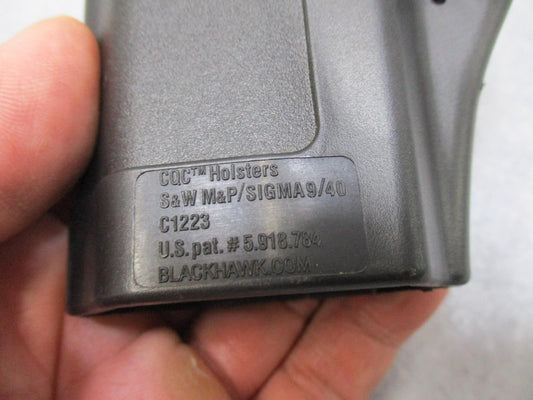 CQC™ Holsters
S&W M&P/SIGMA9/40
C1223
U.S. pat. # 5.918.784
BLACKHAWK.COM